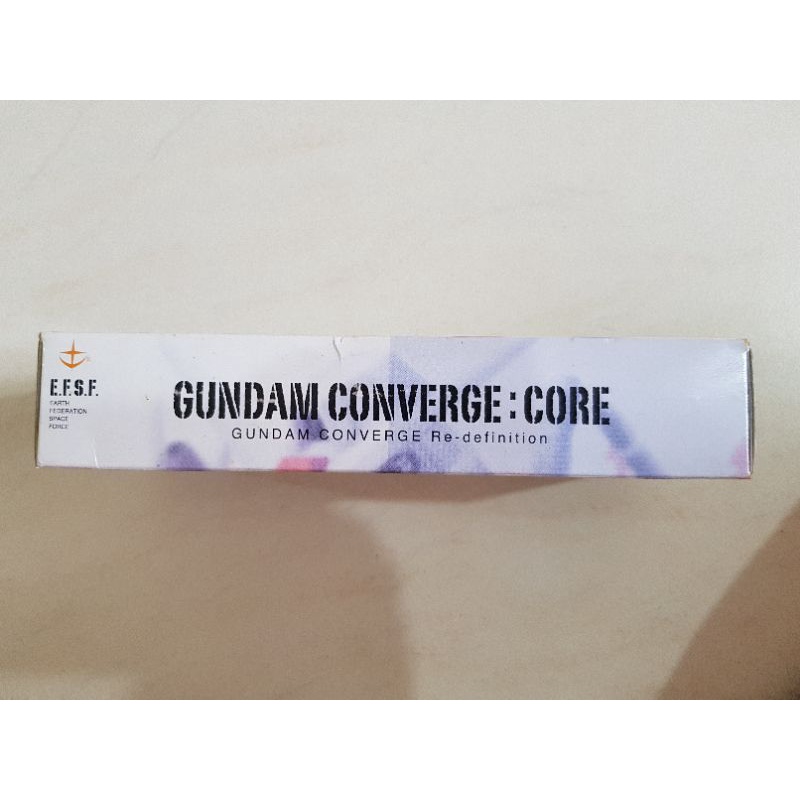 E.F.S.F.
EARTH
FEDERATION
SPACE
FORCE
GUNDAM CONVERGE:CORE
GUNDAM CONVERGE Re-definition